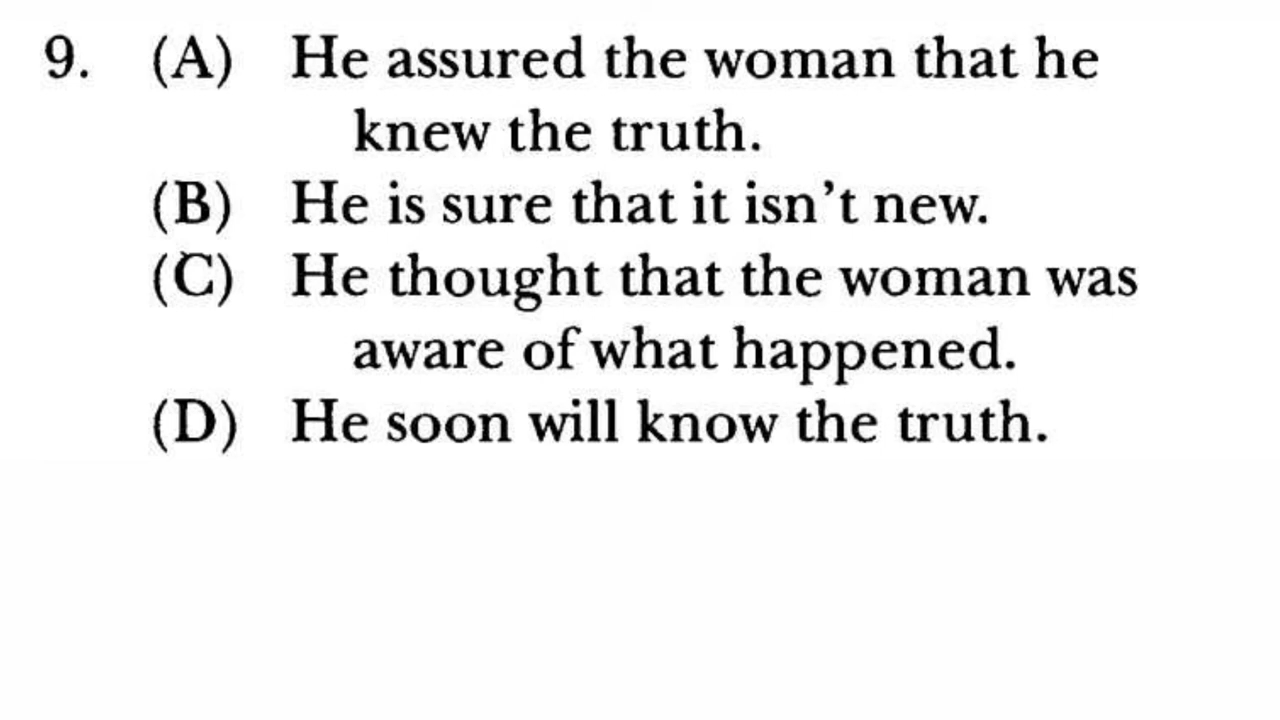 9. (A) He assured the woman that he
knew the truth.
(B) He is sure that it isn't new.
(C) He thought that the woman was
aware of what happened.
(D) He soon will know the truth.